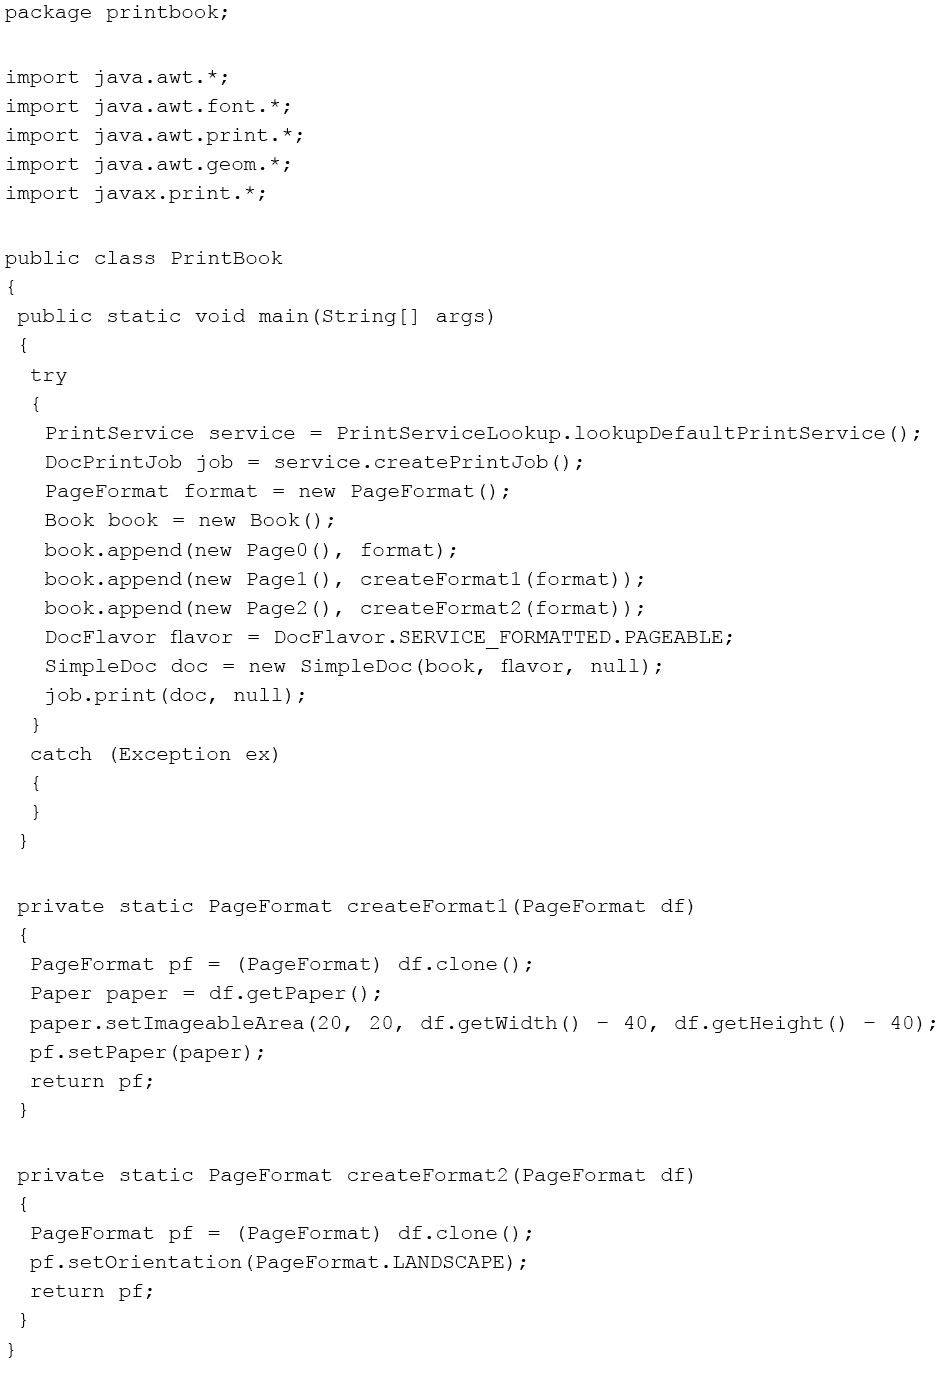 package printbook;
import java.awt.*;
import java.awt.font.*;
import java.awt.print.*;
import java.awt.geom.*;
import javax.print.*;
public class PrintBook
{
public static void main(String[] args)
{
try
{
PrintService service = PrintServiceLookup.lookupDefaultPrintService();
DocPrintJob job = service.createPrintJob();
PageFormat format = new PageFormat();
Book book = new Book();
book.append(new Page0(), format);
book.append(new Page1(), createFormat1(format));
book.append(new Page2(), createFormat2(format));
DocFlavor flavor = DocFlavor.SERVICE_FORMATTED.PAGEABLE;
SimpleDoc doc = new SimpleDoc(book, flavor, null);
job.print(doc, null);
}
catch (Exception ex)
{
}
}
private static PageFormat createFormat1(PageFormat df)
{
PageFormat pf = (PageFormat) df.clone();
Paper paper = df.getPaper();
paper.setImageableArea(20, 20, df.getWidth() – 40, df.getHeight() – 40);
pf.setPaper(paper);
return pf;
}
private static PageFormat createFormat2(PageFormat df)
{
PageFormat pf = (PageFormat) df.clone();
pf.setOrientation(PageFormat.LANDSCAPE);
return pf;
}
}